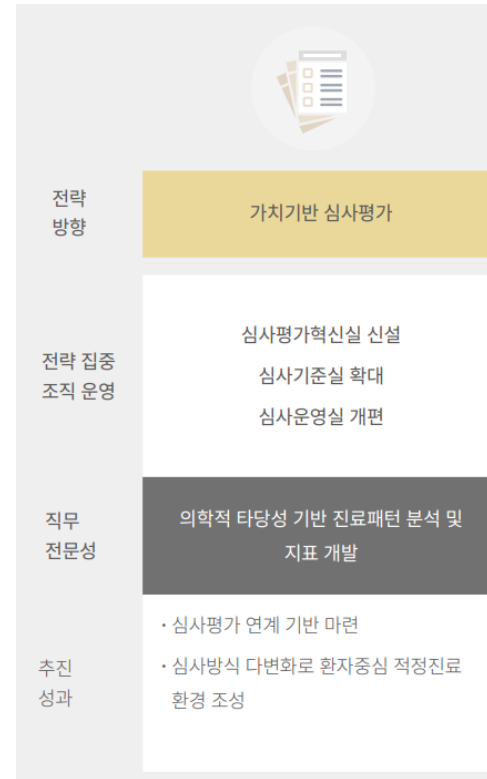 전략
방향
가치기반 심사평가
전략 집중
조직 운영
심사평가혁신실 신설
심사기준실 확대
심사운영실 개편
직무
전문성
의학적 타당성 기반 진료패턴 분석 및
지표 개발
추진
성과
· 심사평가 연계 기반 마련
· 심사방식 다변화로 환자중심 적정진료
환경 조성